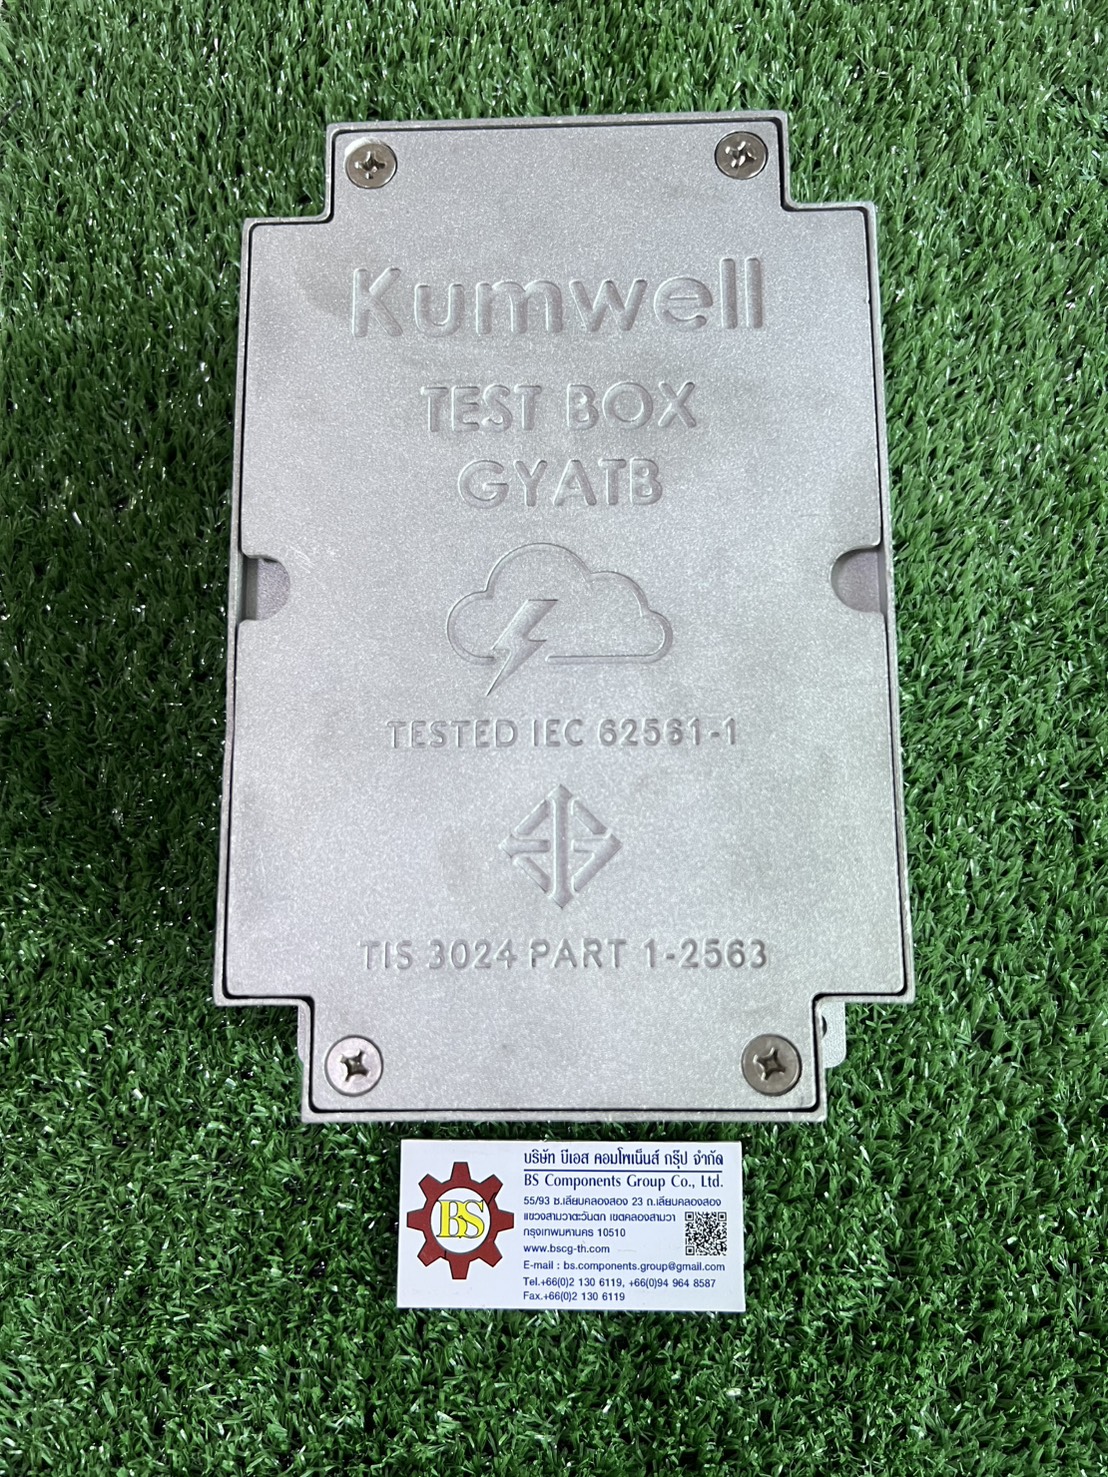 Kumwell
TEST BOX
GYATB
TESTED IEC 62561-1
TIS 3024 PART 1-2563
BS
บริษัท บีเอส คอมโพเน็นส์ กรุ๊ป จำกัด
BS Components Group Co., Ltd.
55/93 ซ.เลียบคลองสอง 23 ถ.เลียบคลองสอง
แขวงสามวาตะวันตก เขตคลองสามวา
กรุงเทพมหานคร 10510
www.bscg-th.com
E-mail : bs.components.group@gmail.com
Tel.+66(0)2 130 6119, +66(0)94 964 8587
Fax.+66(0)2 130 6119